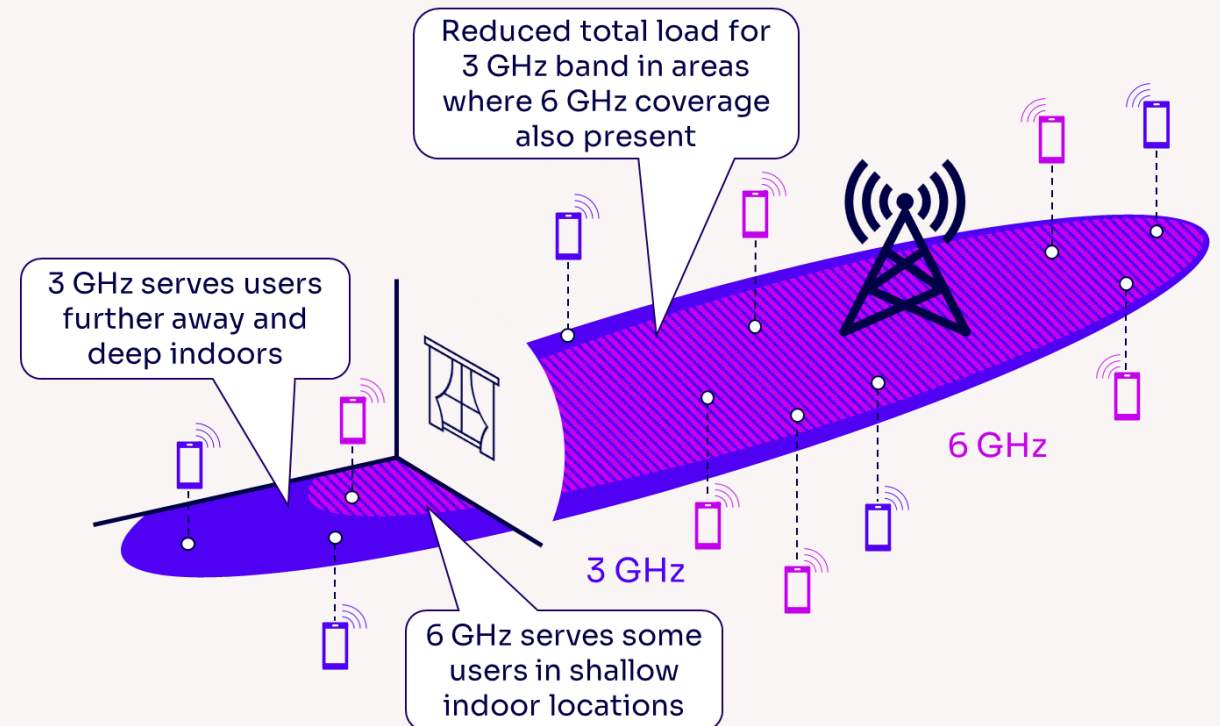 Reduced total load for
3 GHz band in areas
where 6 GHz coverage
also present
3 GHz serves users
further away and
deep indoors
6 GHz
3 GHz
6 GHz serves some
users in shallow
indoor locations